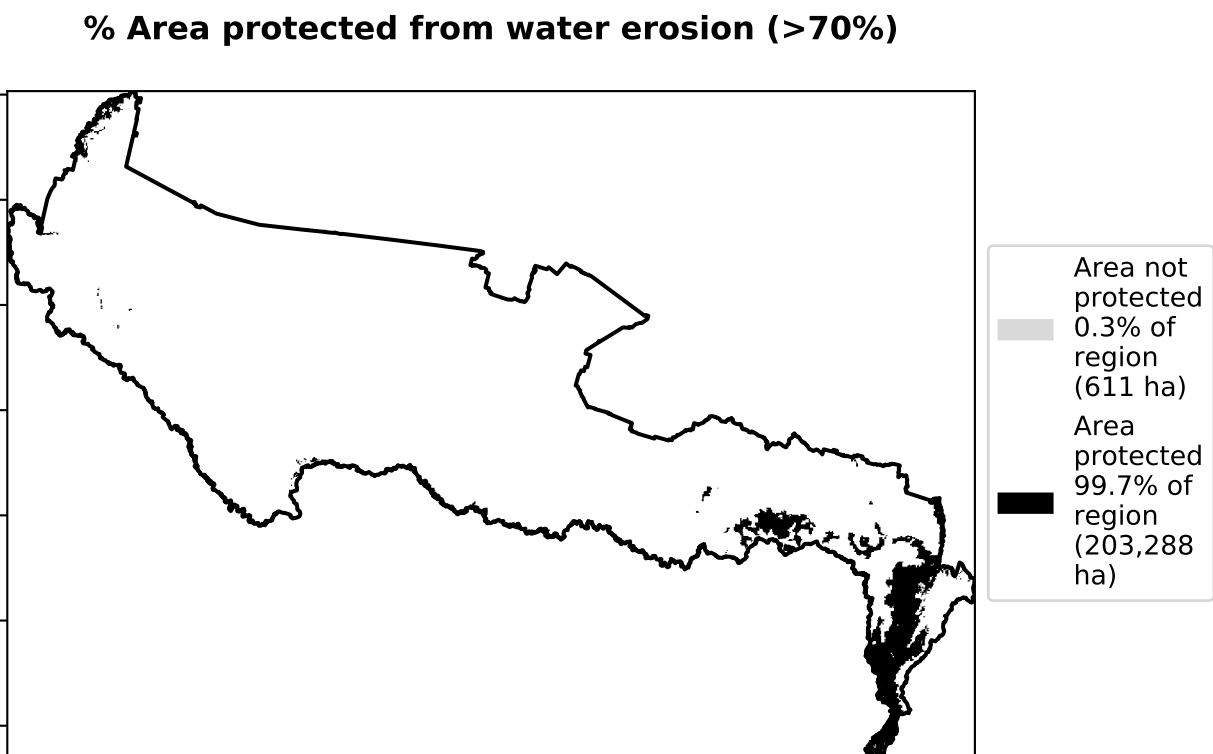 % Area protected from water erosion (>70%)
Area not
protected
0.3% of
region
(611 ha)
Area
protected
99.7% of
region
(203,288
ha)